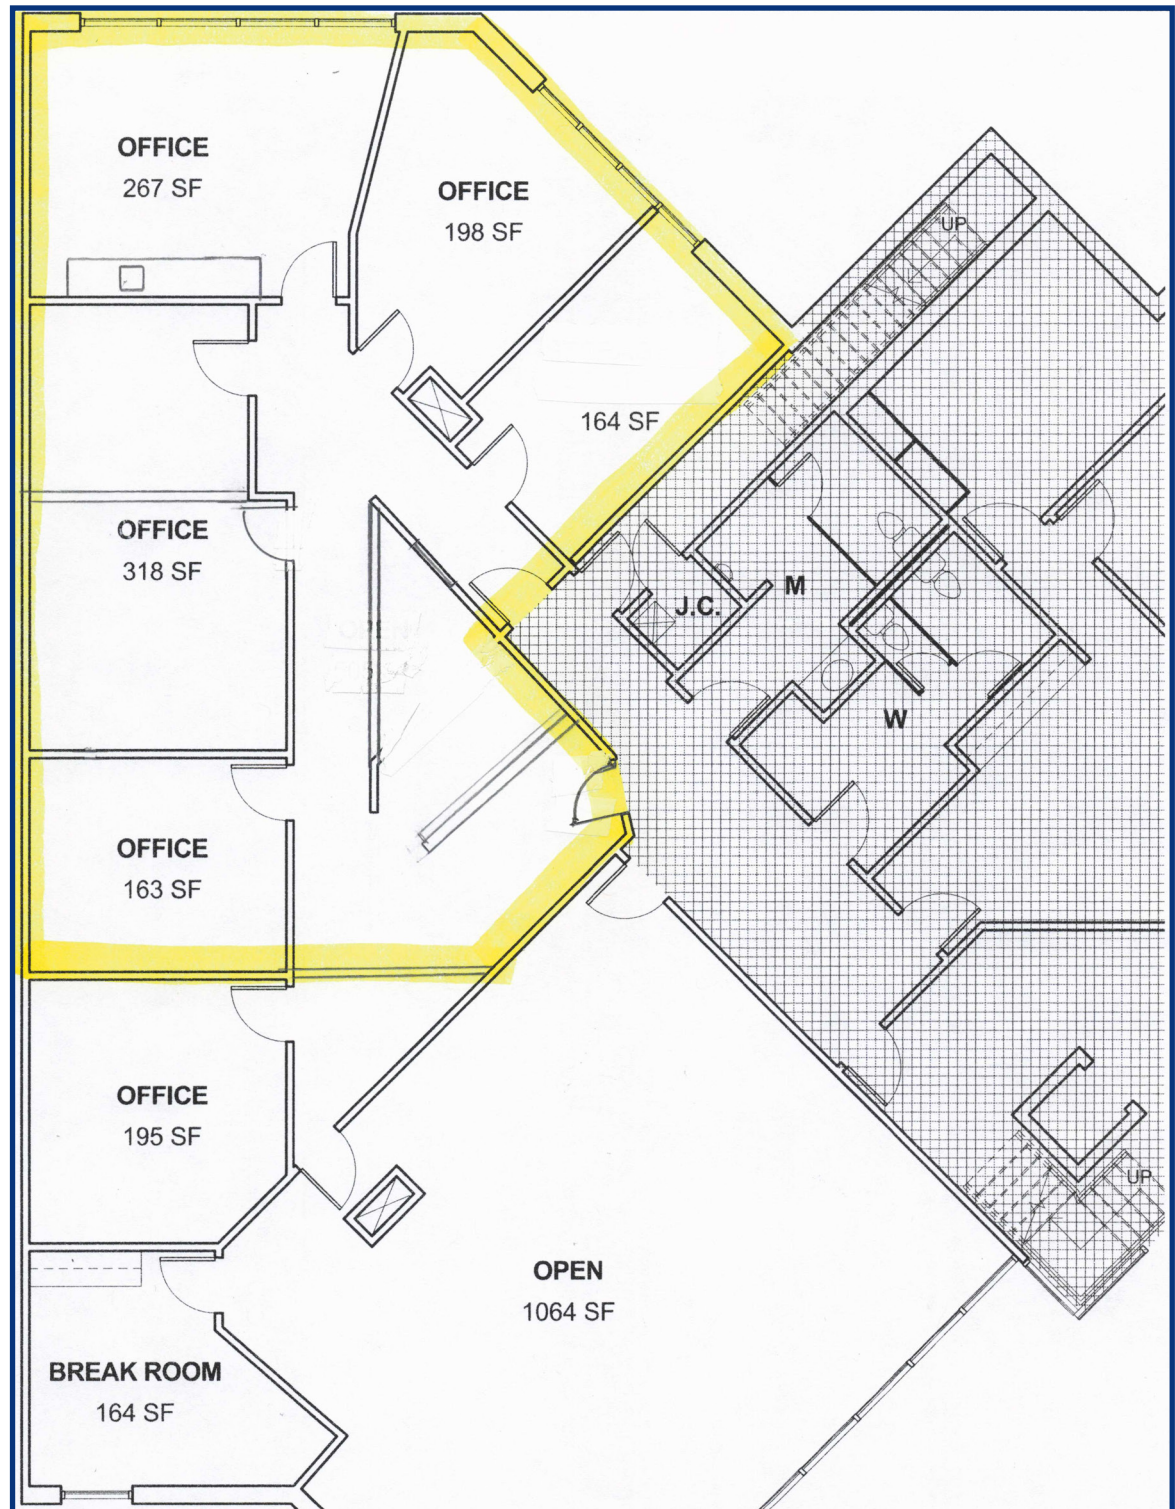 OFFICE
267 SF
OFFICE
198 SF
UP
164 SF
OFFICE
318 SF
J.C.
M
W
OFFICE
163 SF
OFFICE
195 SF
UP
OPEN
1064 SF
BREAK ROOM
164 SF